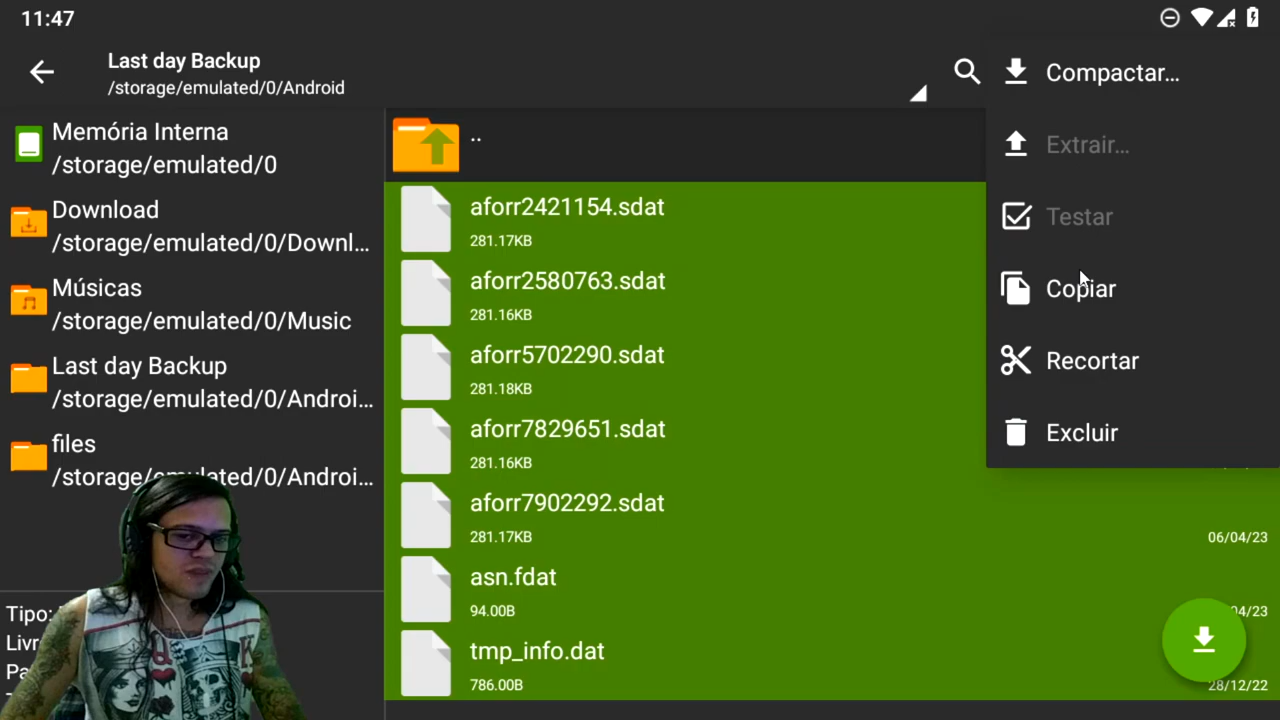 11:47
Last day Backup
/storage/emulated/0/Android
Memória Interna
/storage/emulated/0
Download
/storage/emulated/0/Downl...
Músicas
/storage/emulated/0/Music
Last day Backup
/storage/emulated/0/Androi...
files
/storage/emulated/0/Androi...
Tipo:
Livr
Pa
..
aforr2421154.sdat
281.17KB
aforr2580763.sdat
281.16KB
aforr5702290.sdat
281.18KB
aforr7829651.sdat
281.16KB
aforr7902292.sdat
281.17KB
06/04/23
asn.fdat
94.00B
04/23
tmp_info.dat
786.00B
28/12/22
Compactar...
Extrair...
Testar
Copiar
Recortar
Excluir